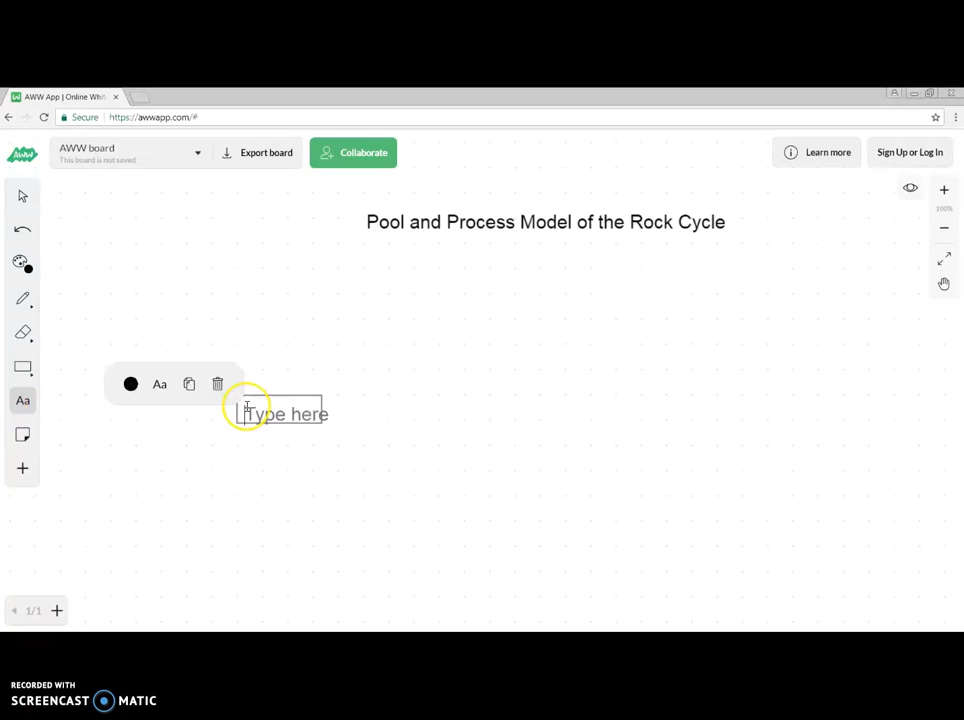 AWW App | Online Whit
Secure https://awwapp.com/#
AWW
AWW board
This board is not saved
Export board
Collaborate
Learn more
Sign Up or Log In
100%
Pool and Process Model of the Rock Cycle
Aa
Type here
Aa
1/1
RECORDED WITH
SCREENCAST MATIC